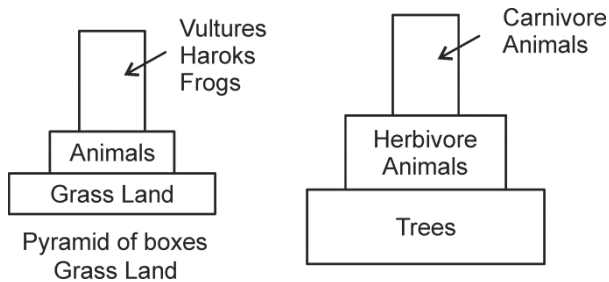 Vultures
Haroks
Frogs
Animals
Grass Land
Pyramid of boxes
Grass Land
Carnivore
Animals
Herbivore
Animals
Trees